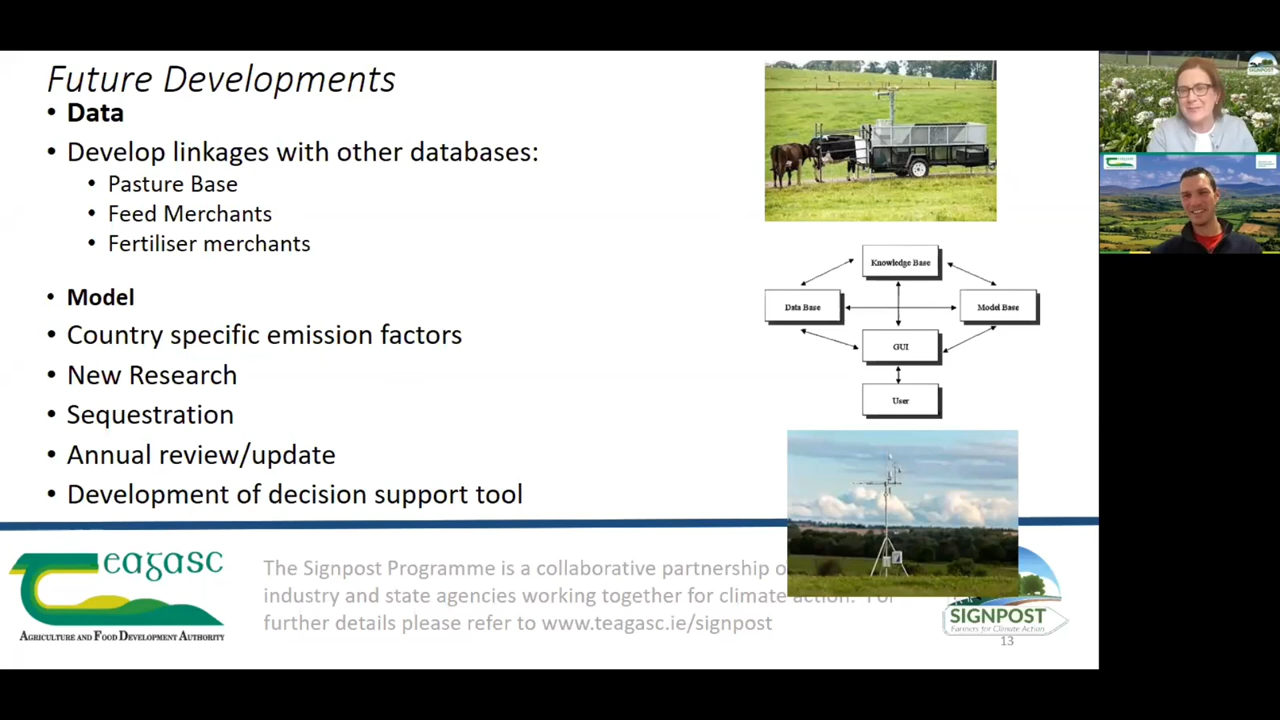 Future Developments
• Data
• Develop linkages with other databases:
• Pasture Base
• Feed Merchants
• Fertiliser merchants
• Model
• Country specific emission factors
• New Research
• Sequestration
• Annual review/update
• Development of decision support tool
Knowledge Base
Data Base
Model Base
GUI
User
SIGNPOST
teagasc
AGRICULTURE AND FOOD DEVELOPMENT AUTHORITY
The Signpost Programme is a collaborative partnership
industry and state agencies working together for climate action. For
further details please refer to www.teagasc.ie/signpost
SIGNPOST
Farmers for Climate Action
13